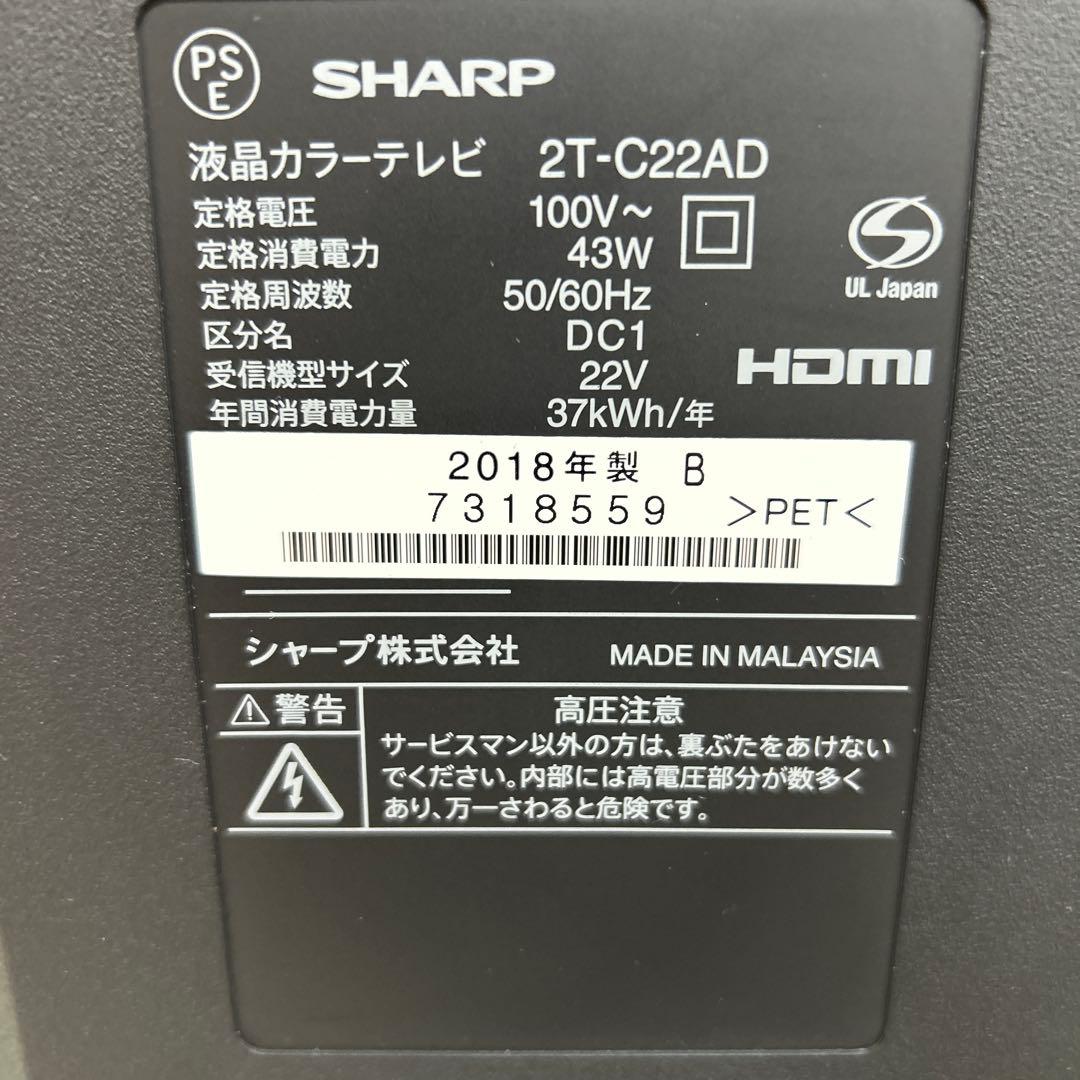 PS
E
SHARP
液晶カラーテレビ 2T-C22AD
定格電圧 100V～
定格消費電力 43W
定格周波数 50/60Hz
区分名 DC1
受信機型サイズ 22V
年間消費電力量 37kWh/年
UL Japan
HDMI
2018年製 B
7318559 >PET<
シャープ株式会社 MADE IN MALAYSIA
警告
高圧注意
サービスマン以外の方は、裏ぶたをあけない
でください。内部には高電圧部分が数多く
あり、万一さわると危険です。